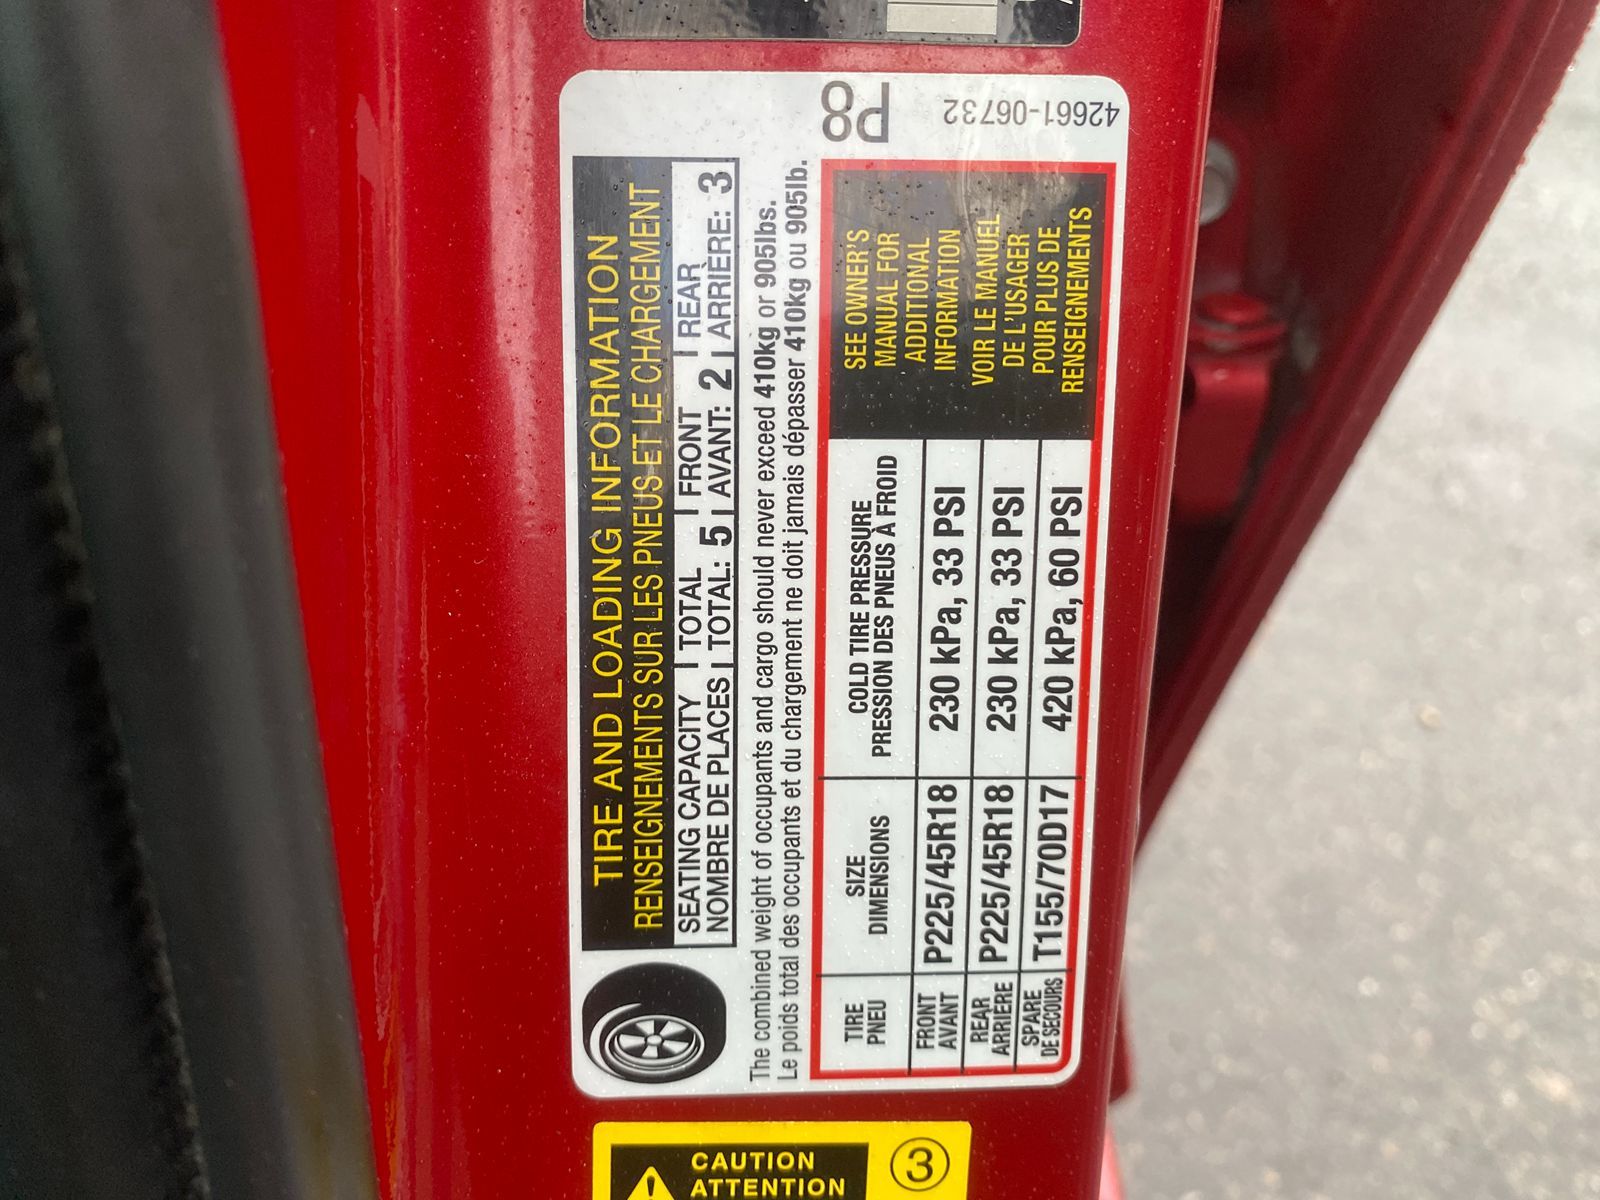 TIRE AND LOADING INFORMATION
RENSEIGNEMENTS SUR LES PNEUS ET LE CHARGEMENT
SEATING CAPACITY | TOTAL | FRONT | REAR
NOMBRE DE PLACES | TOTAL: 5 | AVANT: 2 | ARRIÈRE: 3
The combined weight of occupants and cargo should never exceed 410kg or 905lbs.
Le poids total des occupants et du chargement ne doit jamais dépasser 410kg ou 905lb.
TIRE SIZE COLD TIRE PRESSURE
PNEU DIMENSIONS PRESSION DES PNEUS À FROID
FRONT
AVANT P225/45R18 230 kPa, 33 PSI
REAR
ARRIÈRE P225/45R18 230 kPa, 33 PSI
SPARE
DE SECOURS T155/70D17 420 kPa, 60 PSI
SEE OWNER'S
MANUAL FOR
ADDITIONAL
INFORMATION
VOIR LE MANUEL
DE L'USAGER
POUR PLUS DE
RENSEIGNEMENTS
P8
42661-06732
CAUTION
ATTENTION
3